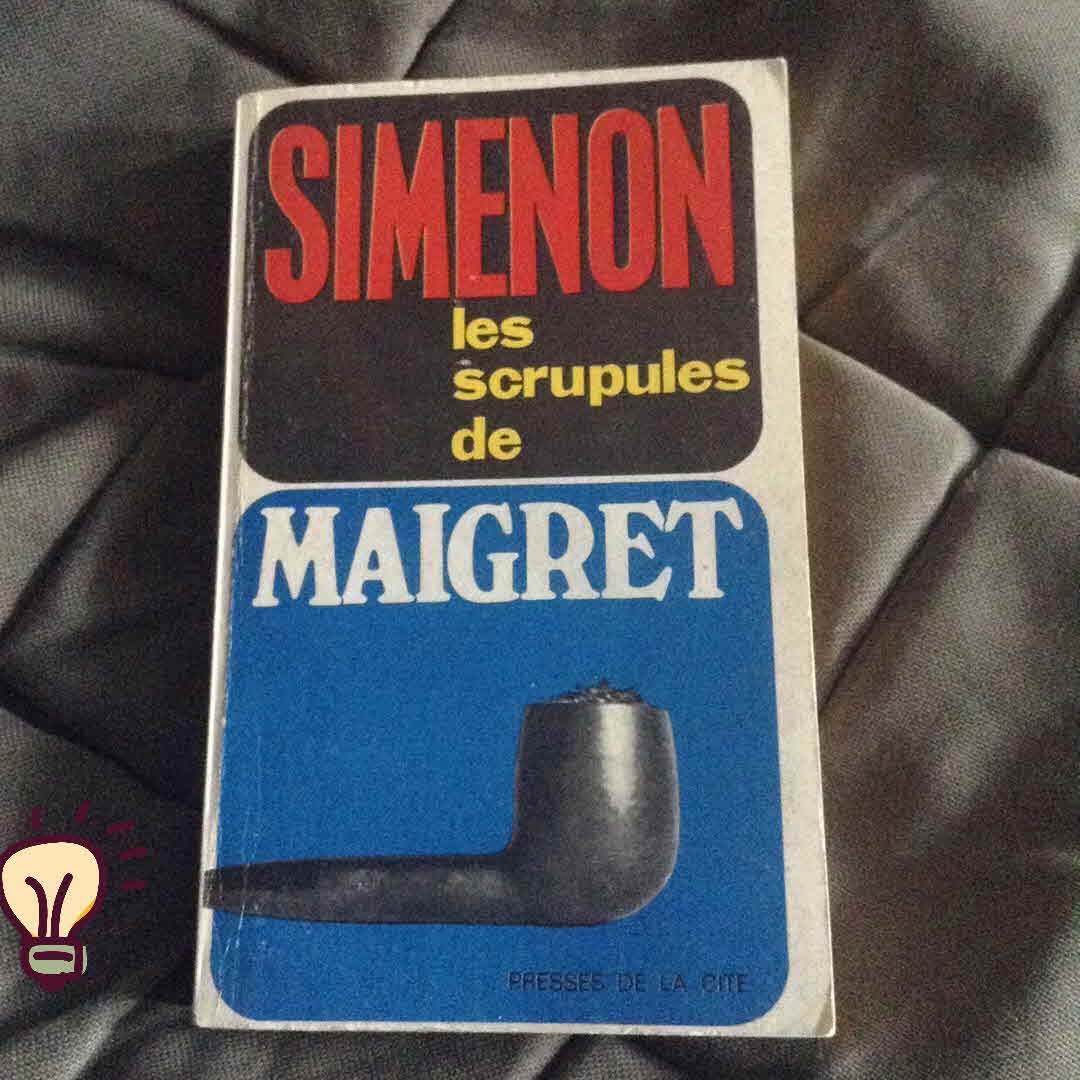 SIMENON
les
scrupules
de
MAIGRET
PRESSES DE LA CITE